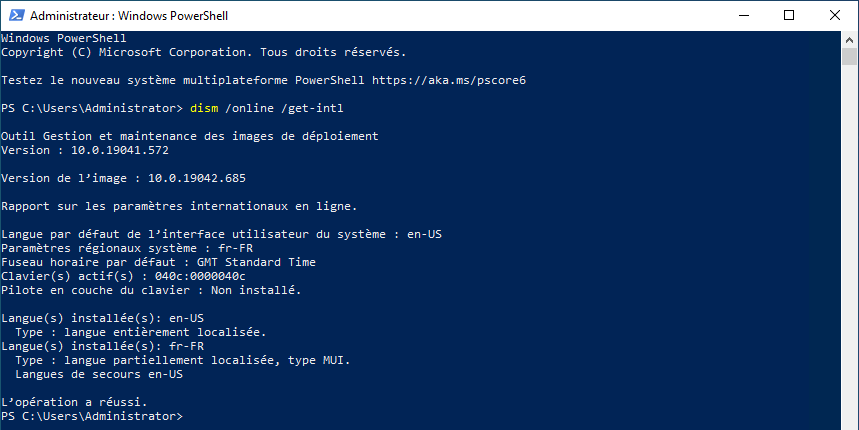 Administrateur : Windows PowerShell
Windows PowerShell
Copyright (C) Microsoft Corporation. Tous droits réservés.
Testez le nouveau système multiplateforme PowerShell https://aka.ms/pscore6
PS C:\Users\Administrator> dism /online /get-intl
Outil Gestion et maintenance des images de déploiement
Version : 10.0.19041.572
Version de l’image : 10.0.19042.685
Rapport sur les paramètres internationaux en ligne.
Langue par défaut de l’interface utilisateur du système : en-US
Paramètres régionaux système : fr-FR
Fuseau horaire par défaut : GMT Standard Time
Clavier(s) actif(s) : 040c:0000040c
Pilote en couche du clavier : Non installé.
Langue(s) installée(s): en-US
  Type : langue entièrement localisée.
Langue(s) installée(s): fr-FR
  Type : langue partiellement localisée, type MUI.
  Langues de secours en-US
L’opération a réussi.
PS C:\Users\Administrator>